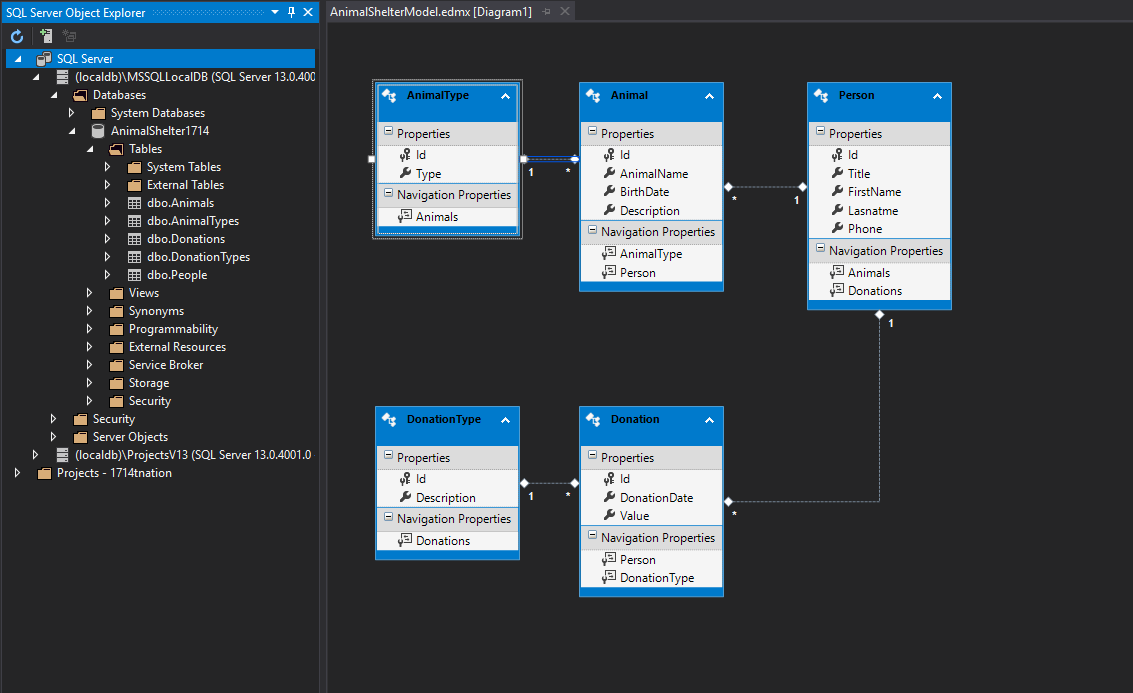 SQL Server Object Explorer
SQL Server
(localdb)\MSSQLLocalDB (SQL Server 13.0.400
Databases
System Databases
AnimalShelter1714
Tables
System Tables
External Tables
dbo.Animals
dbo.AnimalTypes
dbo.Donations
dbo.DonationTypes
dbo.People
Views
Synonyms
Programmability
External Resources
Service Broker
Storage
Security
Security
Server Objects
(localdb)\ProjectsV13 (SQL Server 13.0.4001.0
Projects - 1714tnation
AnimalShelterModel.edmx [Diagram1]
AnimalType
Properties
Id
Type
Navigation Properties
Animals
1
*
Animal
Properties
Id
AnimalName
BirthDate
Description
Navigation Properties
AnimalType
Person
*
1
Person
Properties
Id
Title
FirstName
Lasnatme
Phone
Navigation Properties
Animals
Donations
1
DonationType
Properties
Id
Description
Navigation Properties
Donations
1
*
Donation
Properties
Id
DonationDate
Value
Navigation Properties
Person
DonationType
*